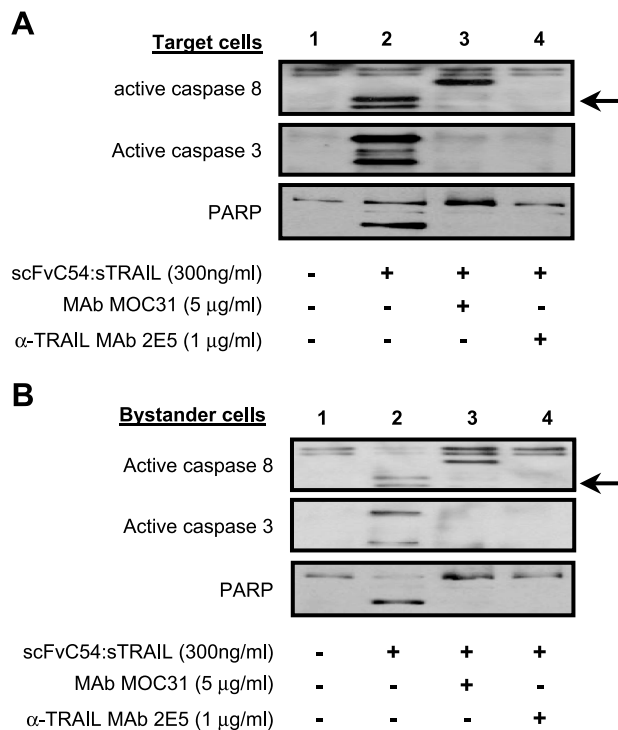 A
Target cells 1 2 3 4
active caspase 8
Active caspase 3
PARP
scFvC54:sTRAIL (300ng/ml) - + + +
MAb MOC31 (5 μg/ml) - - + -
α-TRAIL MAb 2E5 (1 μg/ml) - - - +
B
Bystander cells 1 2 3 4
Active caspase 8
Active caspase 3
PARP
scFvC54:sTRAIL (300ng/ml) - + + +
MAb MOC31 (5 μg/ml) - - + -
α-TRAIL MAb 2E5 (1 μg/ml) - - - +